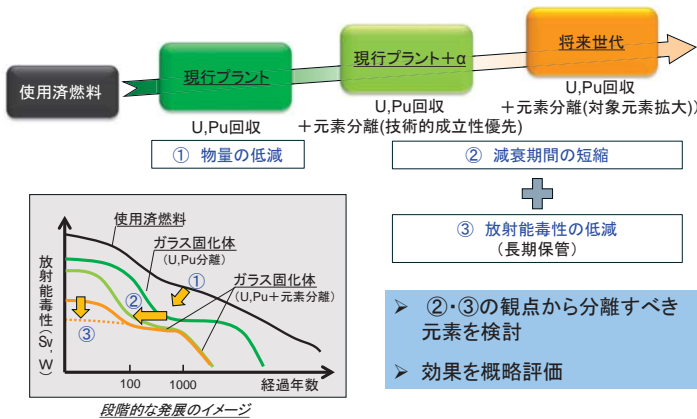 使用済燃料
現行プラント
現行プラント+α
将来世代
U,Pu回収
U,Pu回収
+元素分離(技術的成立性優先)
U,Pu回収
+元素分離(対象元素拡大))
① 物量の低減
② 減衰期間の短縮
③ 放射能毒性の低減
(長期保管)
放射能毒性(Sv, W)
使用済燃料
ガラス固化体
(U,Pu分離)
ガラス固化体
(U,Pu+元素分離)
①
②
③
100
1000
経過年数
段階的な発展のイメージ
➢ ②・③の観点から分離すべき
元素を検討
➢ 効果を概略評価